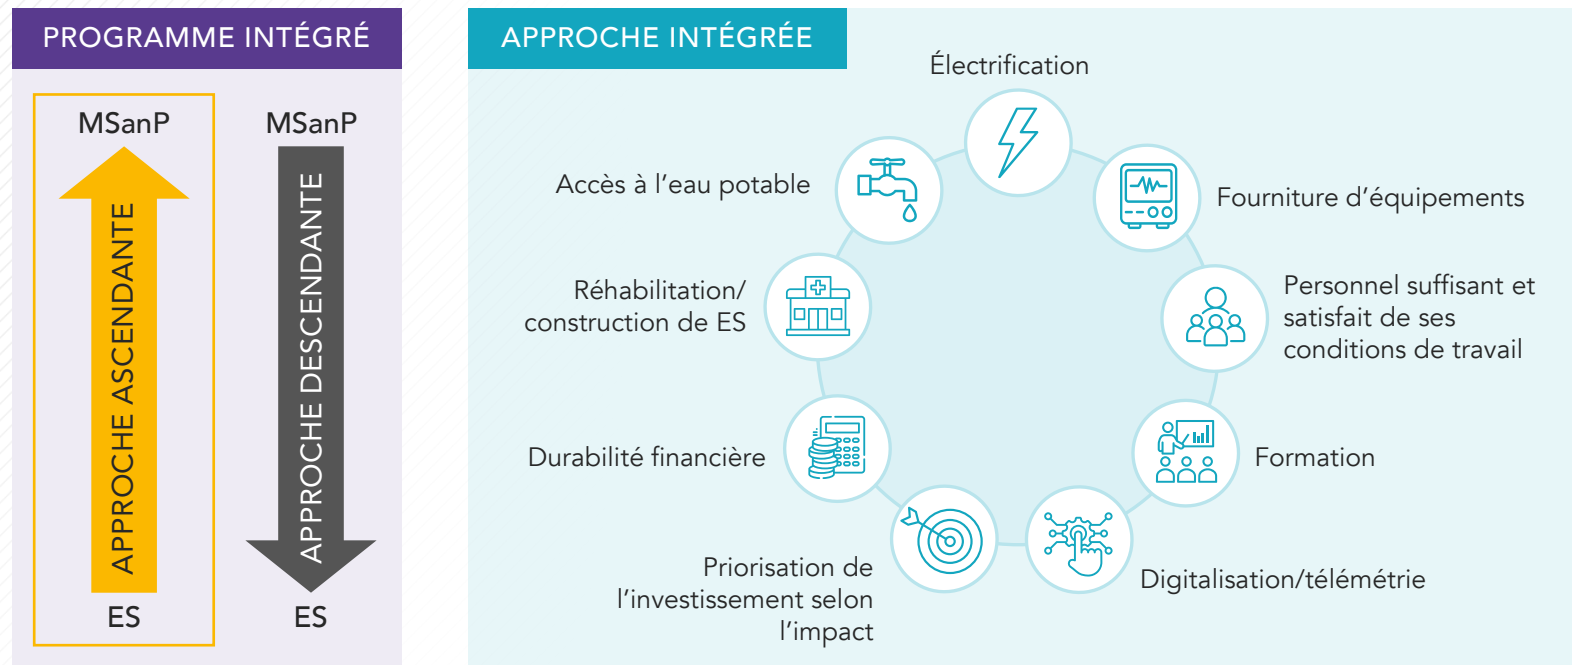 PROGRAMME INTÉGRÉ
MSanP
APPROCHE ASCENDANTE
ES
MSanP
APPROCHE DESCENDANTE
ES
APPROCHE INTÉGRÉE
Électrification
Fourniture d’équipements
Personnel suffisant et
satisfait de ses
conditions de travail
Formation
Digitalisation/télémétrie
Priorisation de
l’investissement selon
l’impact
Durabilité financière
Réhabilitation/
construction de ES
Accès à l’eau potable